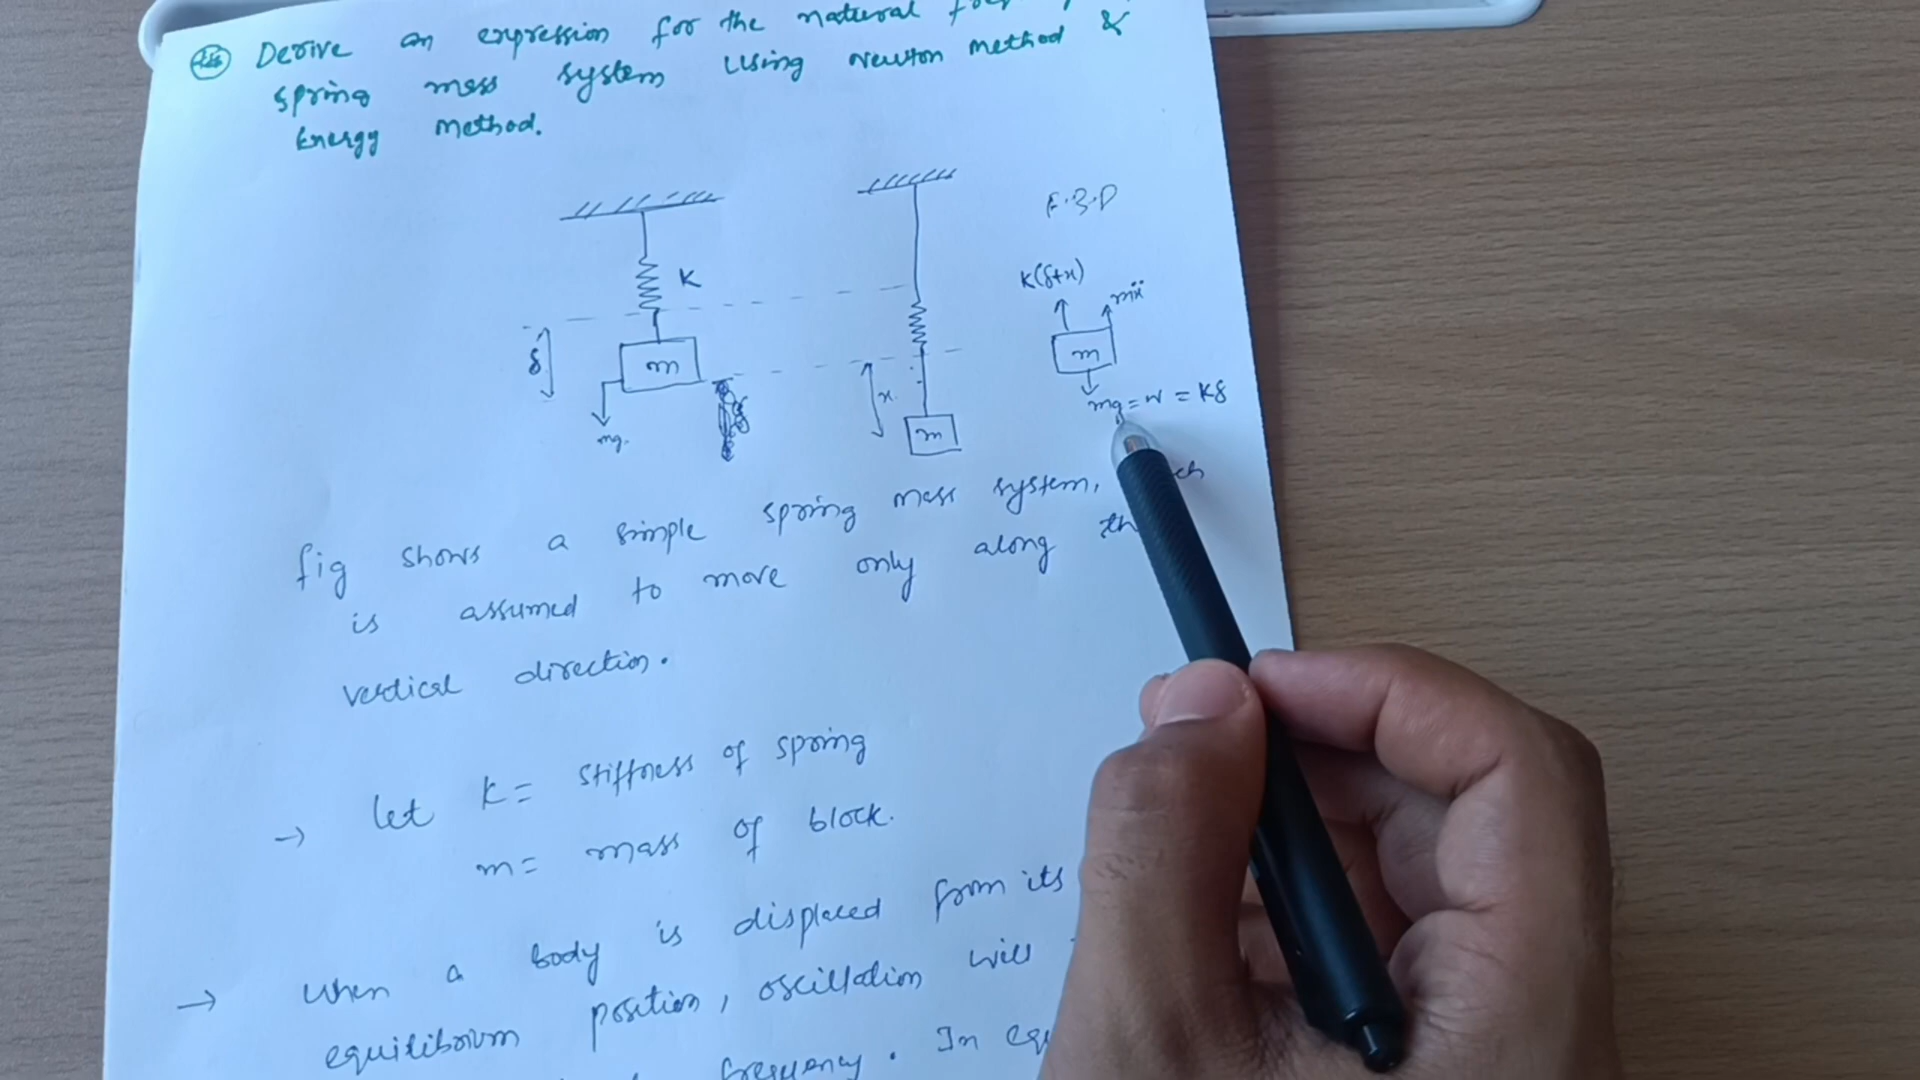 Derive an expression for the natural
spring mass system using Newton method &
Energy method.
F.B.D
K
K(δ+x)
mẍ
δ
m
m
x
mg = W = Kδ
mg.
m
fig shows a simple spring mass system,
is assumed to move only along
vertical direction.
→ let K = stiffness of spring
m = mass of block.
→ When a body is displaced from its
equilibrium position, oscillation will
frequency. In